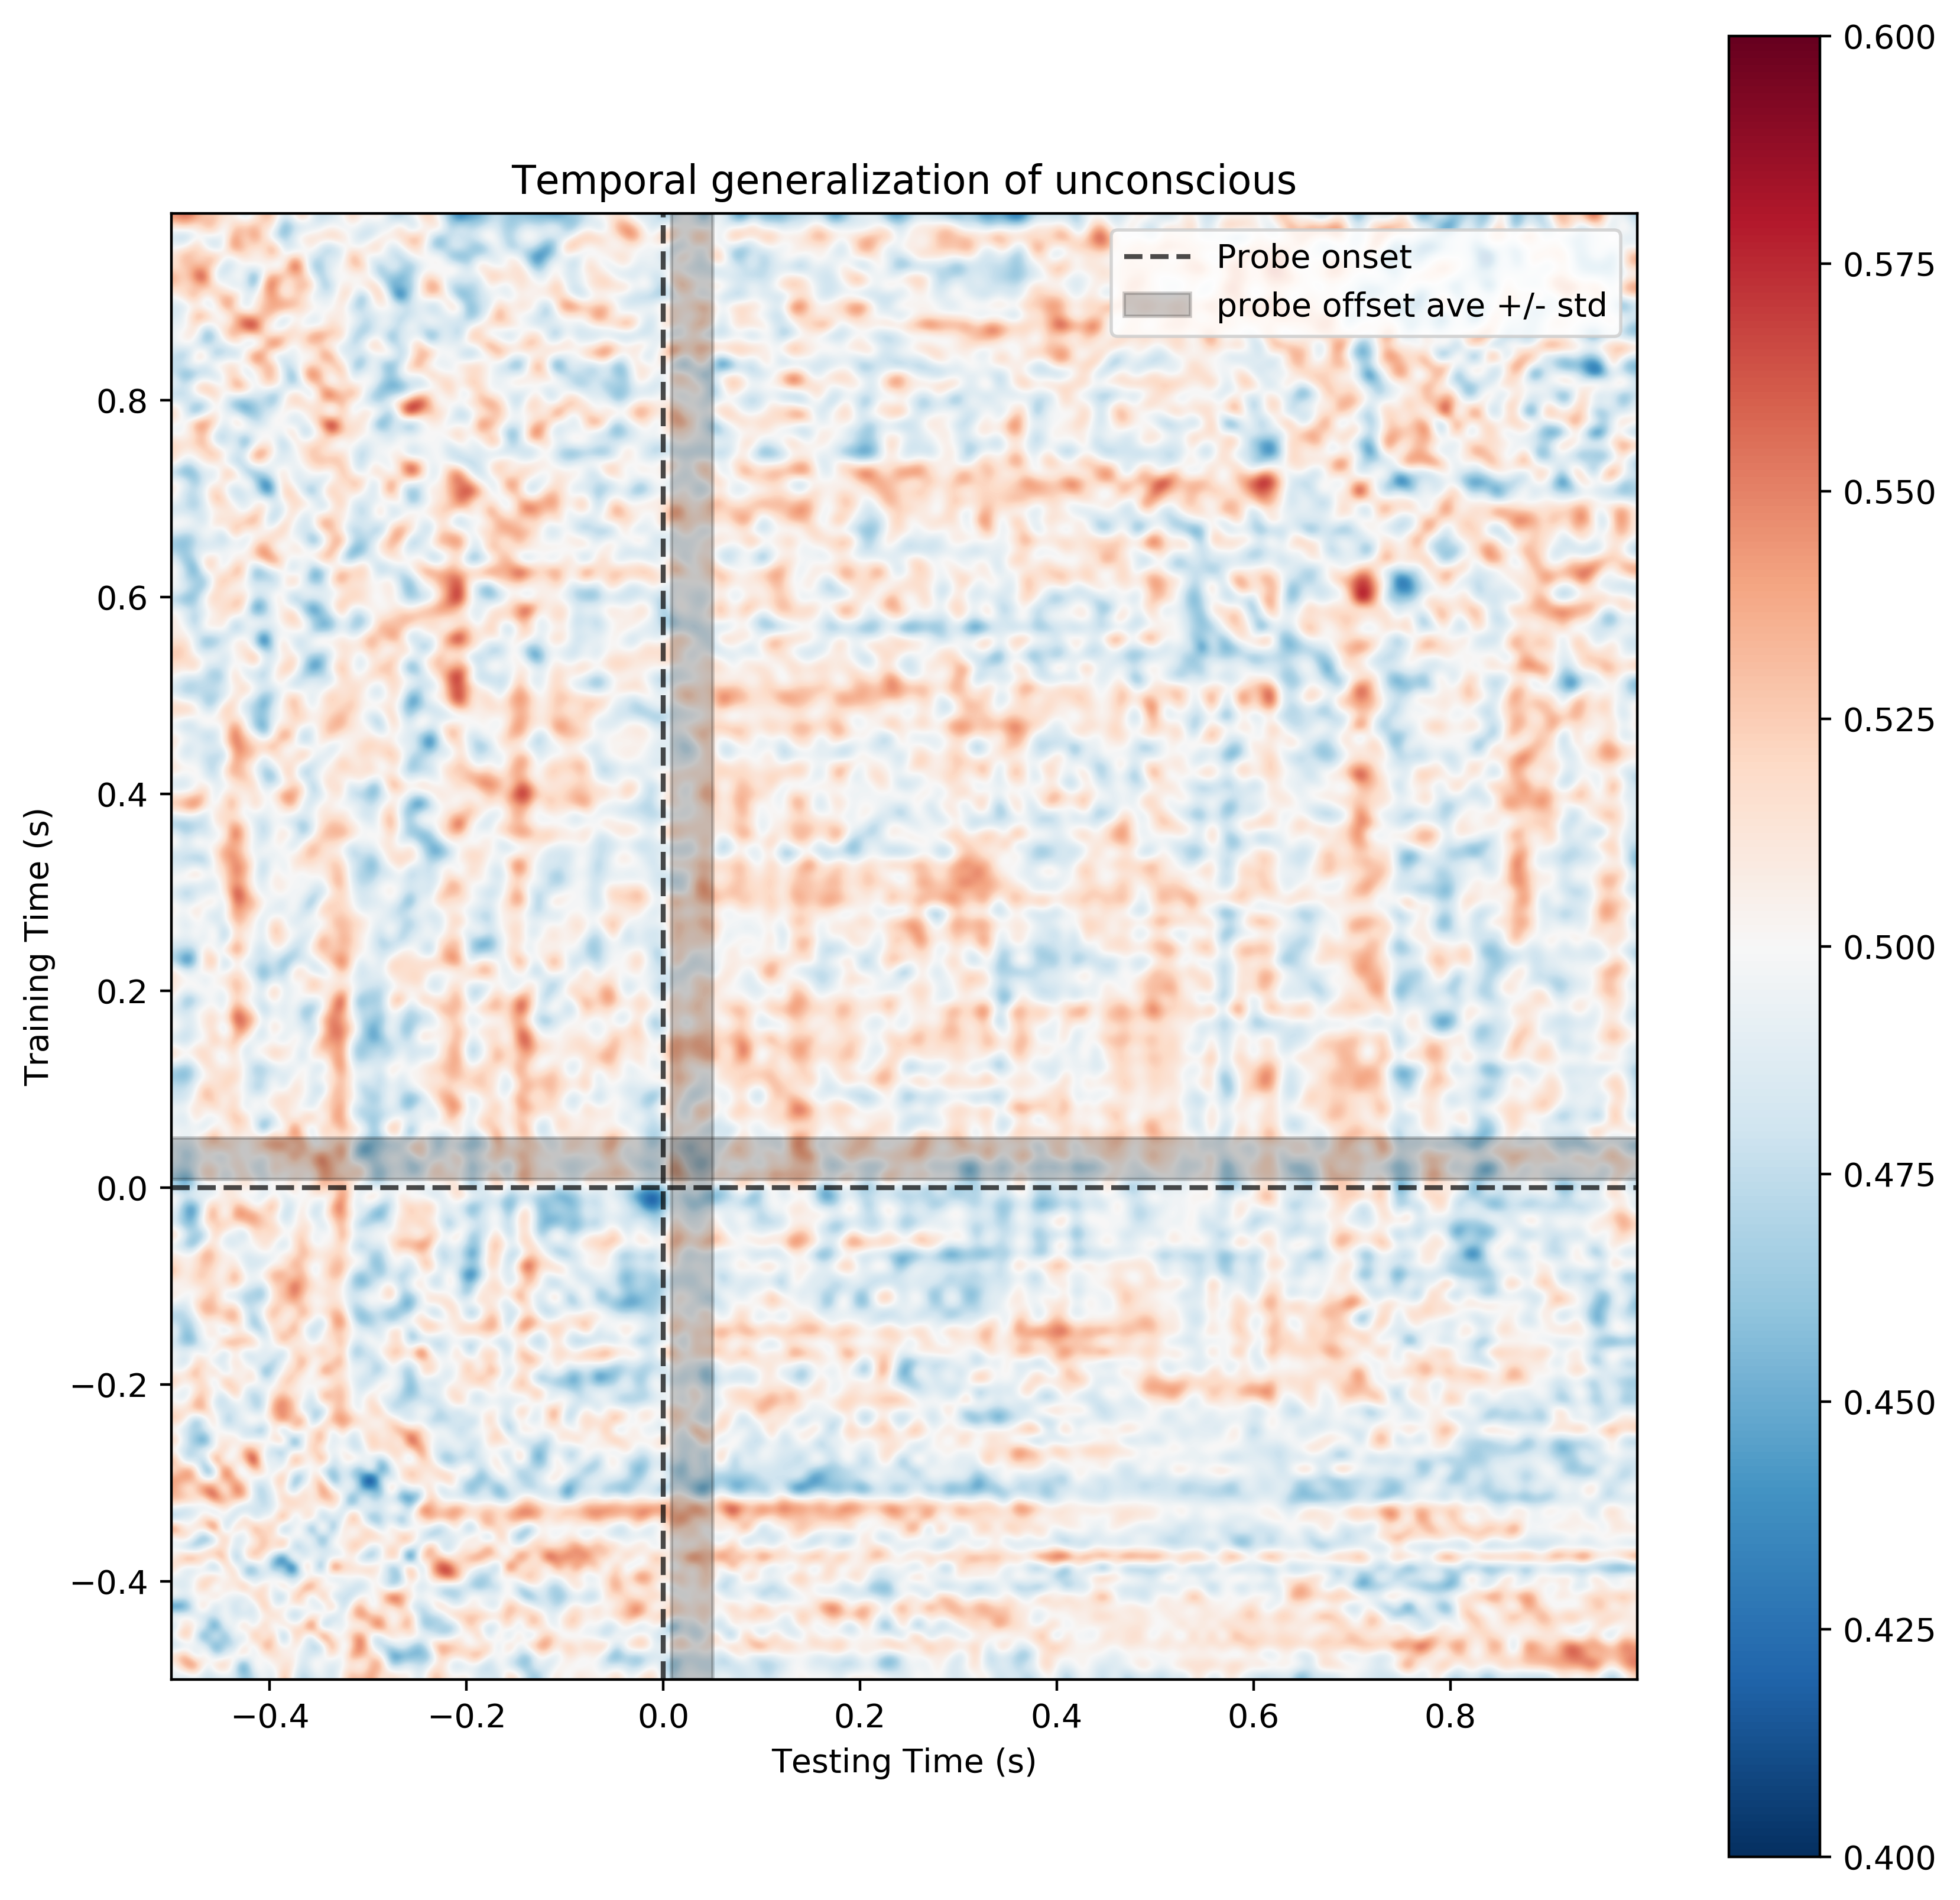 Temporal generalization of unconscious
Probe onset
probe offset ave +/- std
Training Time (s)
0.8
0.6
0.4
0.2
0.0
−0.2
−0.4
−0.4 −0.2 0.0 0.2 0.4 0.6 0.8
Testing Time (s)
0.600
0.575
0.550
0.525
0.500
0.475
0.450
0.425
0.400